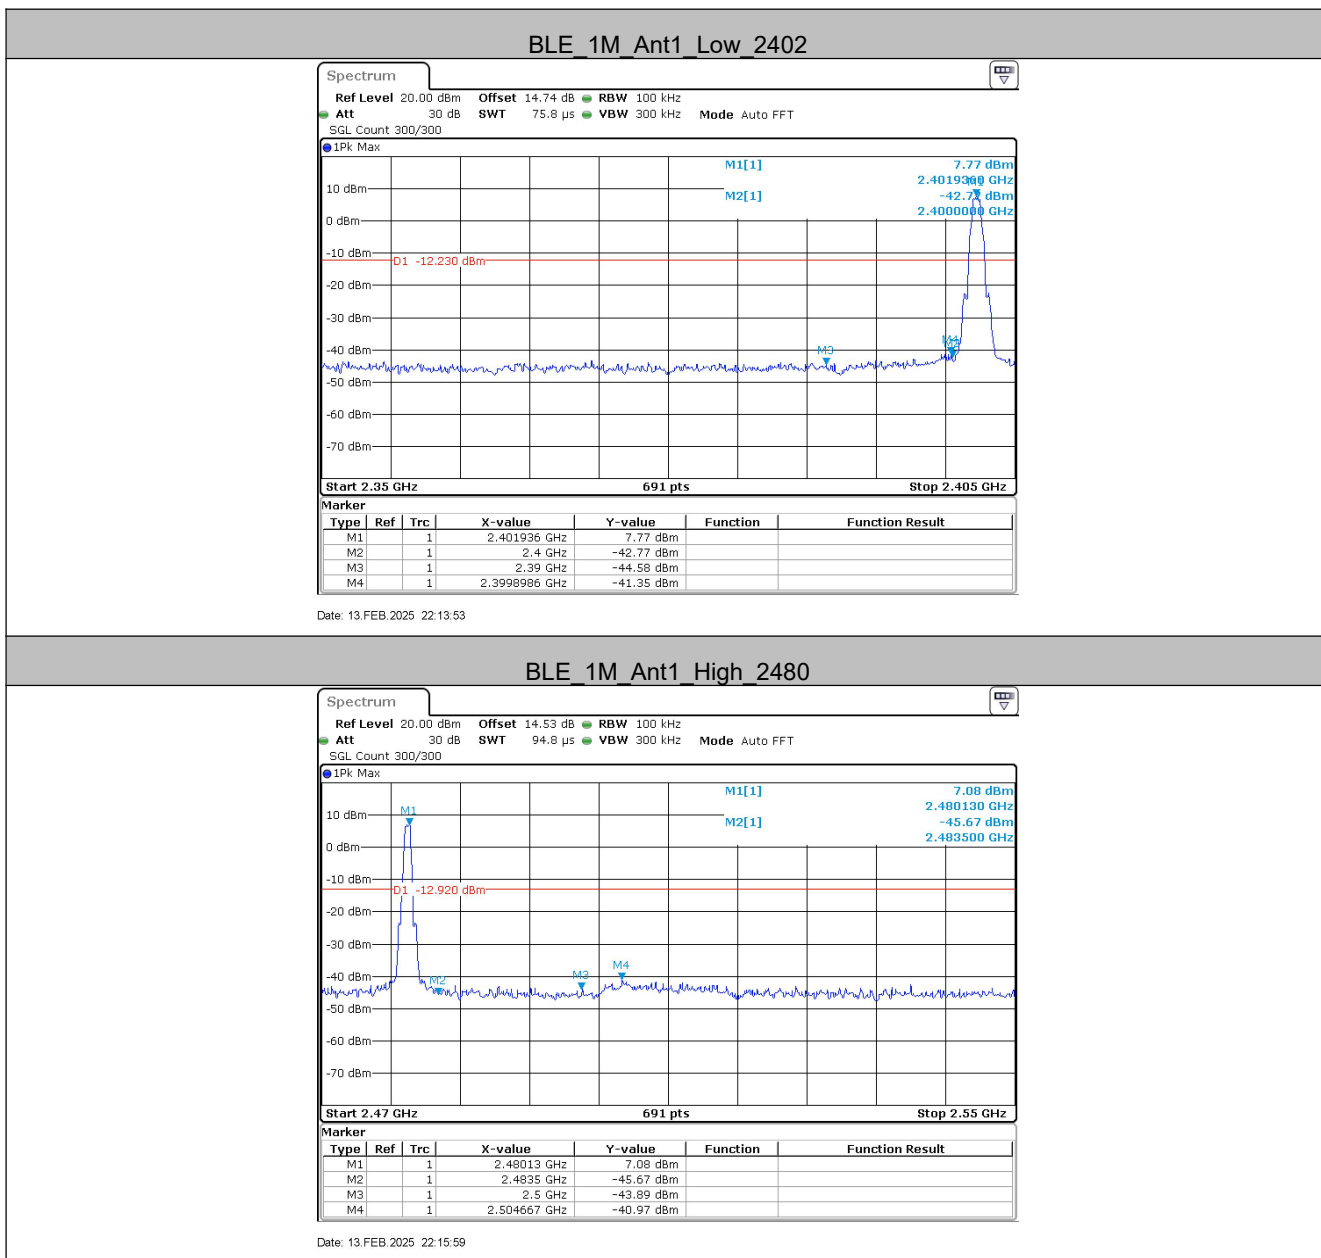 BLE_1M_Ant1_Low_2402
Spectrum
Ref Level 20.00 dBm Offset 14.74 dB RBW 100 kHz
Att 30 dB SWT 75.8 µs VBW 300 kHz Mode Auto FFT
SGL Count 300/300
1Pk Max
M1[1] 7.77 dBm
2.4019360 GHz
M2[1] -42.77 dBm
2.4000000 GHz
M1
10 dBm
0 dBm
-10 dBm
D1 -12.230 dBm
-20 dBm
-30 dBm
-40 dBm
M3
M4
-50 dBm
-60 dBm
-70 dBm
Start 2.35 GHz 691 pts Stop 2.405 GHz
Marker
Type Ref Trc X-value Y-value Function Function Result
M1 1 2.401936 GHz 7.77 dBm
M2 1 2.4 GHz -42.77 dBm
M3 1 2.39 GHz -44.58 dBm
M4 1 2.3998986 GHz -41.35 dBm
Date: 13.FEB.2025 22:13:53
BLE_1M_Ant1_High_2480
Spectrum
Ref Level 20.00 dBm Offset 14.53 dB RBW 100 kHz
Att 30 dB SWT 94.8 µs VBW 300 kHz Mode Auto FFT
SGL Count 300/300
1Pk Max
M1[1] 7.08 dBm
2.480130 GHz
M2[1] -45.67 dBm
2.483500 GHz
10 dBm
M1
0 dBm
-10 dBm
D1 -12.920 dBm
-20 dBm
-30 dBm
M4
-40 dBm
M2
M3
-50 dBm
-60 dBm
-70 dBm
Start 2.47 GHz 691 pts Stop 2.55 GHz
Marker
Type Ref Trc X-value Y-value Function Function Result
M1 1 2.48013 GHz 7.08 dBm
M2 1 2.4835 GHz -45.67 dBm
M3 1 2.5 GHz -43.89 dBm
M4 1 2.504667 GHz -40.97 dBm
Date: 13.FEB.2025 22:15:59